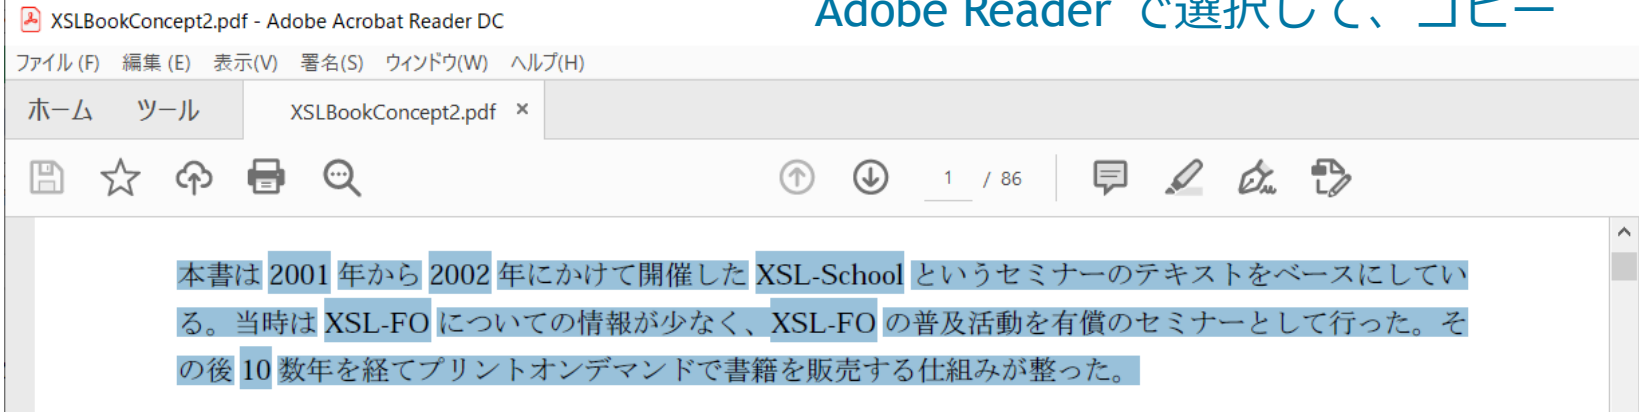 Adobe Reader で選択して、コピー
XSLBookConcept2.pdf - Adobe Acrobat Reader DC
ファイル(F) 編集(E) 表示(V) 署名(S) ウィンドウ(W) ヘルプ(H)
ホーム ツール XSLBookConcept2.pdf ×
1 / 86
本書は 2001 年から 2002 年にかけて開催した XSL-School というセミナーのテキストをベースにしてい
る。当時は XSL-FO についての情報が少なく、XSL-FO の普及活動を有償のセミナーとして行った。そ
の後 10 数年を経てプリントオンデマンドで書籍を販売する仕組みが整った。